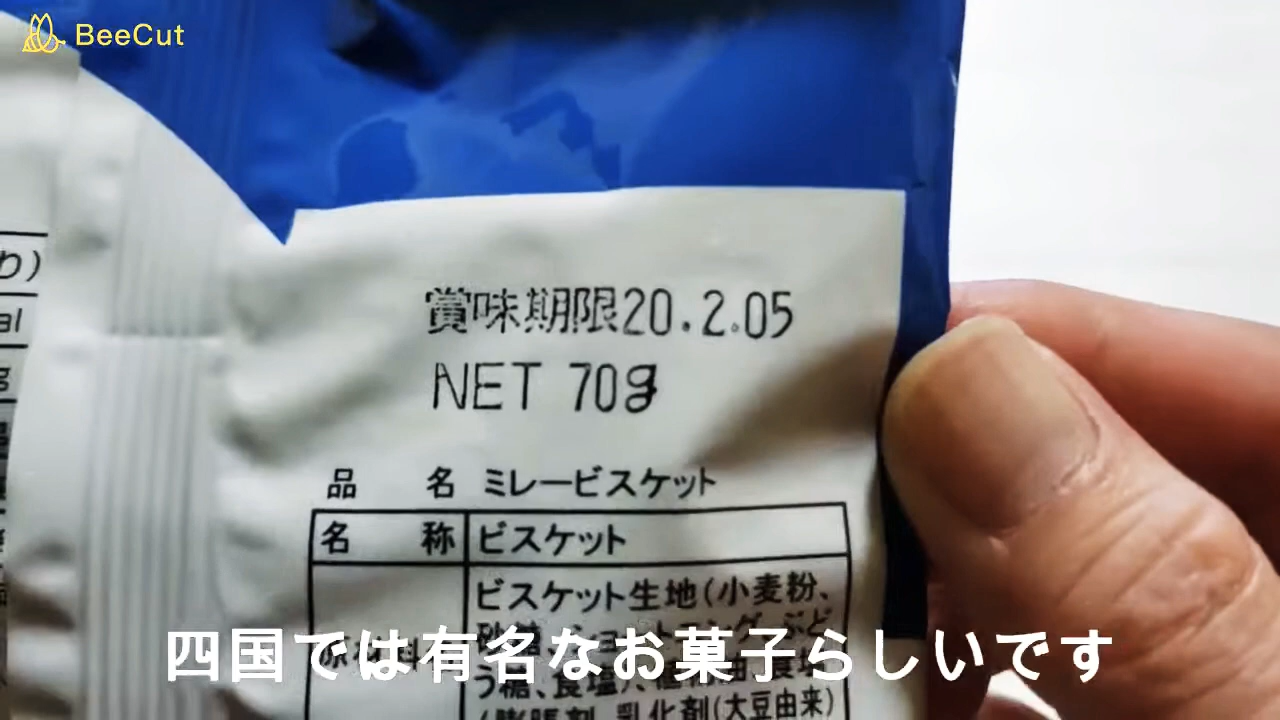 BeeCut
り)
al
賞味期限20.2.05
NET 70g
品 名 ミレービスケット
名 称 ビスケット
ビスケット生地(小麦粉、
う糖、食塩)、
乳化剤(大豆由来)
四国では有名なお菓子らしいです